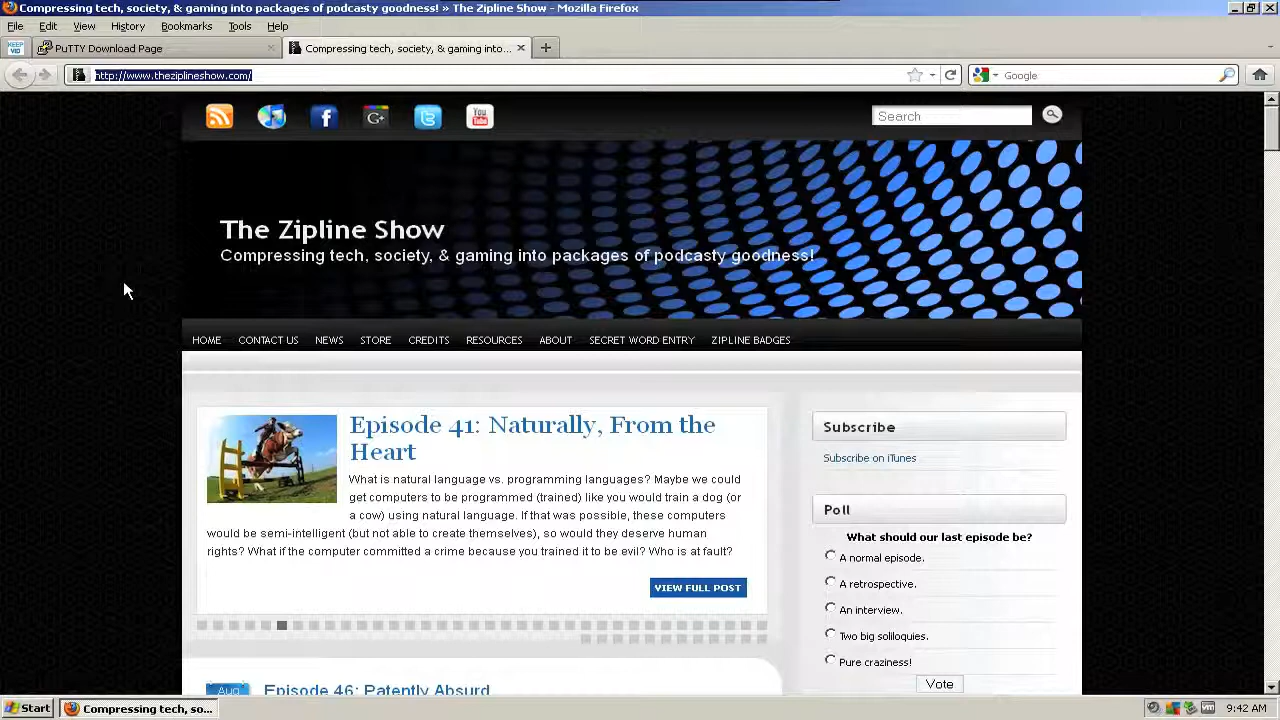 Compressing tech, society, & gaming into packages of podcasty goodness! » The Zipline Show - Mozilla Firefox
File Edit View History Bookmarks Tools Help
KEEP VID PuTTY Download Page Compressing tech, society, & gaming into...
http://www.theziplineshow.com/ Google
G+ You Tube Search
The Zipline Show
Compressing tech, society, & gaming into packages of podcasty goodness!
HOME CONTACT US NEWS STORE CREDITS RESOURCES ABOUT SECRET WORD ENTRY ZIPLINE BADGES
Episode 41: Naturally, From the
Heart
What is natural language vs. programming languages? Maybe we could
get computers to be programmed (trained) like you would train a dog (or
a cow) using natural language. If that was possible, these computers
would be semi-intelligent (but not able to create themselves), so would they deserve human
rights? What if the computer committed a crime because you trained it to be evil? Who is at fault?
VIEW FULL POST
Subscribe
Subscribe on iTunes
Poll
What should our last episode be?
A normal episode.
A retrospective.
An interview.
Two big soliloquies.
Pure craziness!
Vote
Aug Episode 46: Patently Absurd
Start Compressing tech, so... 9:42 AM